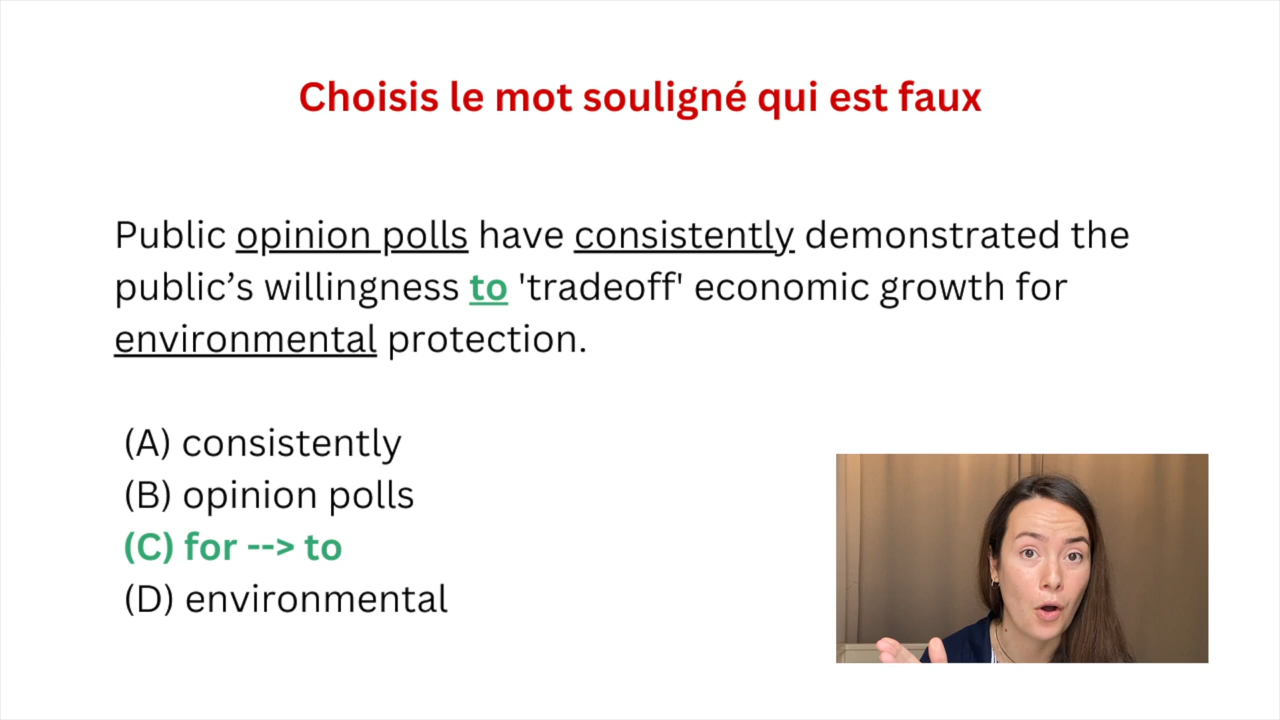 Choisis le mot souligné qui est faux
Public opinion polls have consistently demonstrated the
public’s willingness to 'tradeoff' economic growth for
environmental protection.
(A) consistently
(B) opinion polls
(C) for --> to
(D) environmental